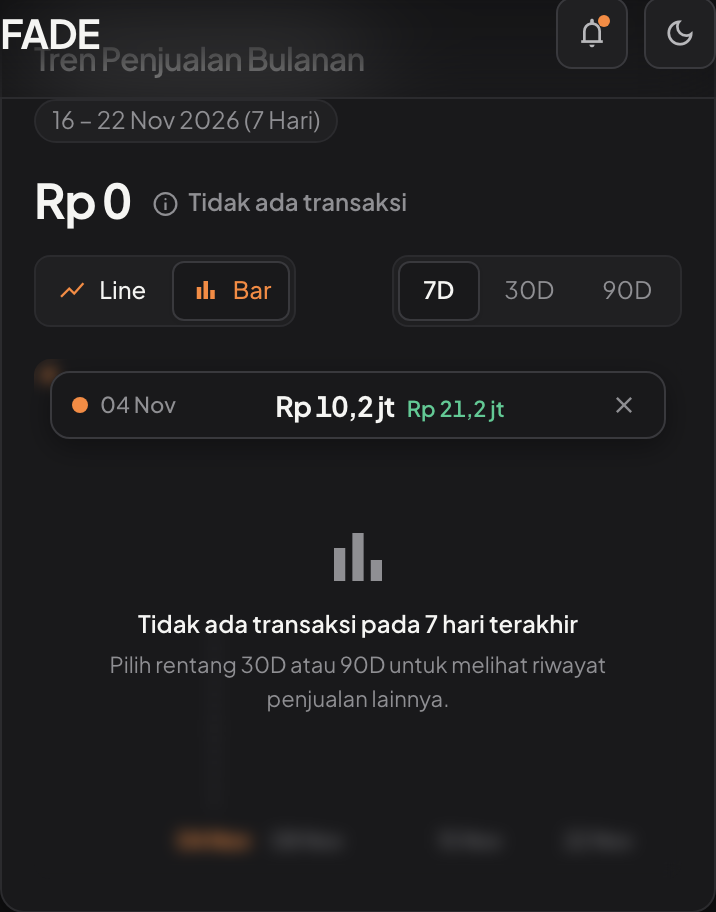 FADE
Tren Penjualan Bulanan
16 – 22 Nov 2026 (7 Hari)
Rp 0 Tidak ada transaksi
Line Bar 7D 30D 90D
04 Nov Rp 10,2 jt Rp 21,2 jt
Tidak ada transaksi pada 7 hari terakhir
Pilih rentang 30D atau 90D untuk melihat riwayat
penjualan lainnya.